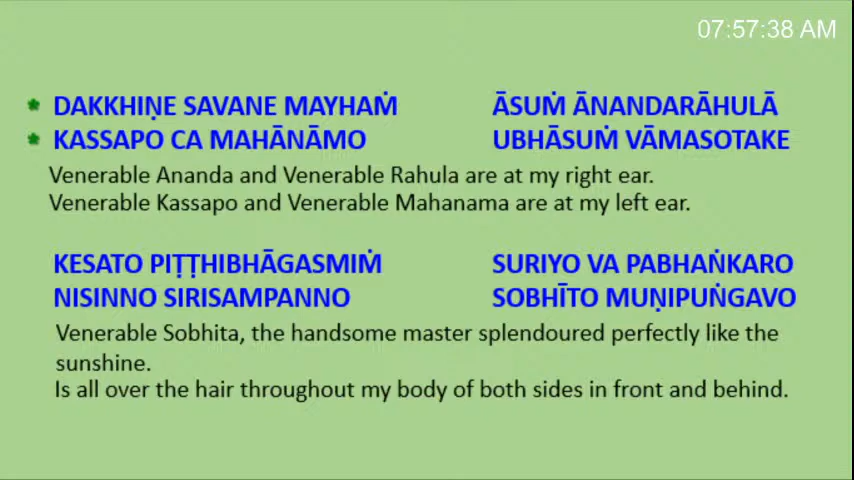 07:57:38 AM
DAKKHIṆE SAVANE MAYHAṀ ĀSUṀ ĀNANDARĀHULĀ
KASSAPO CA MAHĀNĀMO UBHĀSUṀ VĀMASOTAKE
Venerable Ananda and Venerable Rahula are at my right ear.
Venerable Kassapo and Venerable Mahanama are at my left ear.
KESATO PIṬṬHIBHĀGASMIṀ SURIYO VA PABHAṄKARO
NISINNO SIRISAMPANNO SOBHĪTO MUṆIPUṄGAVO
Venerable Sobhita, the handsome master splendoured perfectly like the
sunshine.
Is all over the hair throughout my body of both sides in front and behind.